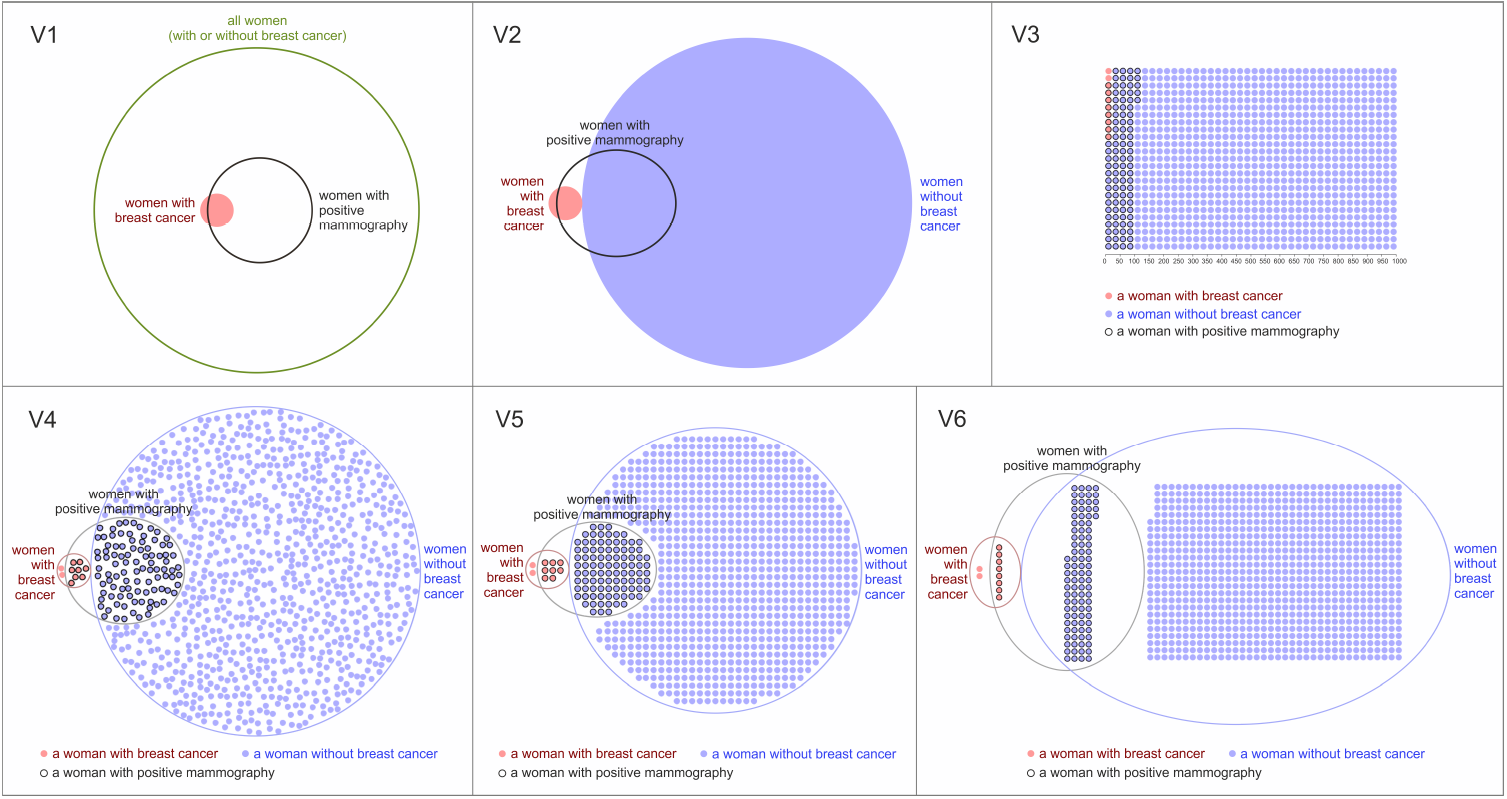 V1
all women
(with or without breast cancer)
women with
breast cancer
women with
positive
mammography
V2
women with
positive mammography
women
with
breast
cancer
women
without
breast
cancer
V3
0 50 100 150 200 250 300 350 400 450 500 550 600 650 700 750 800 850 900 950 1000
a woman with breast cancer
a woman without breast cancer
a woman with positive mammography
V4
women with
positive mammography
women
with
breast
cancer
women
without
breast
cancer
a woman with breast cancer
a woman without breast cancer
a woman with positive mammography
V5
women with
positive mammography
women
with
breast
cancer
women
without
breast
cancer
a woman with breast cancer
a woman without breast cancer
a woman with positive mammography
V6
women with
positive mammography
women
with
breast
cancer
women
without
breast
cancer
a woman with breast cancer
a woman without breast cancer
a woman with positive mammography